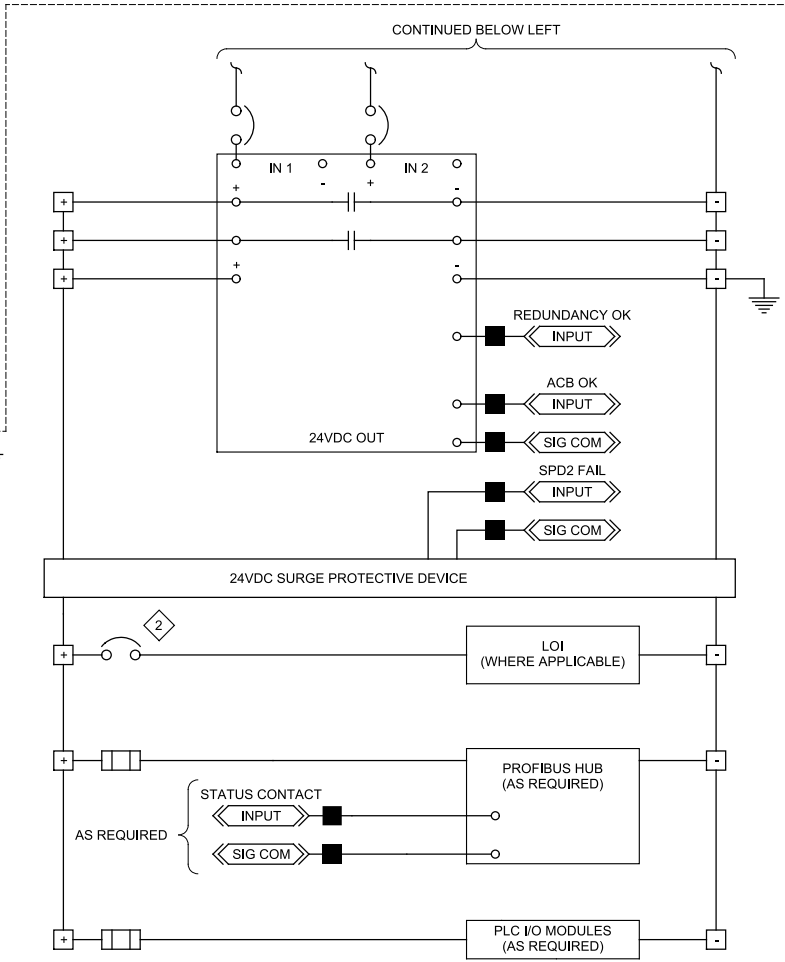 CONTINUED BELOW LEFT
IN 1
IN 2
+ - + -
+ -
+ -
+ + - -
REDUNDANCY OK
INPUT
ACB OK
INPUT
24VDC OUT
SIG COM
SPD2 FAIL
INPUT
SIG COM
24VDC SURGE PROTECTIVE DEVICE
2
+ -
LOI
(WHERE APPLICABLE)
+ -
PROFIBUS HUB
(AS REQUIRED)
STATUS CONTACT
INPUT
AS REQUIRED
SIG COM
+ -
PLC I/O MODULES
(AS REQUIRED)